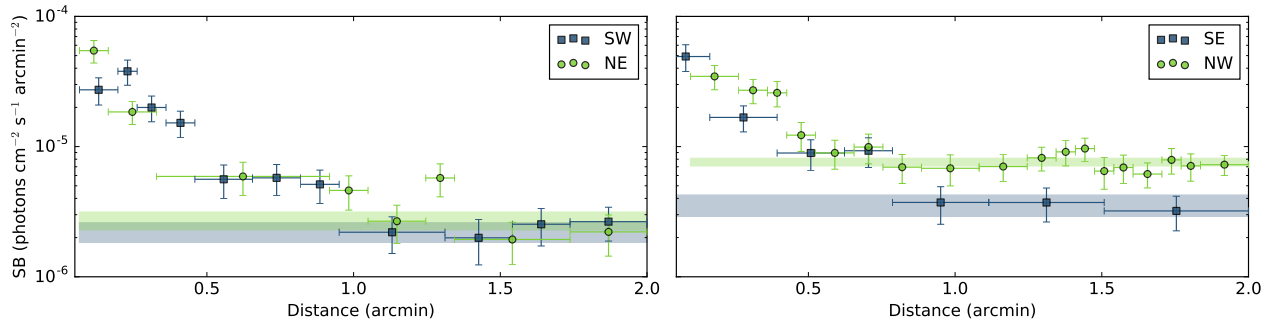 SB (photons cm⁻² s⁻¹ arcmin⁻²)
10⁻⁴
10⁻⁵
10⁻⁶
SW
NE
0.5 1.0 1.5 2.0
Distance (arcmin)
SE
NW
0.5 1.0 1.5 2.0
Distance (arcmin)